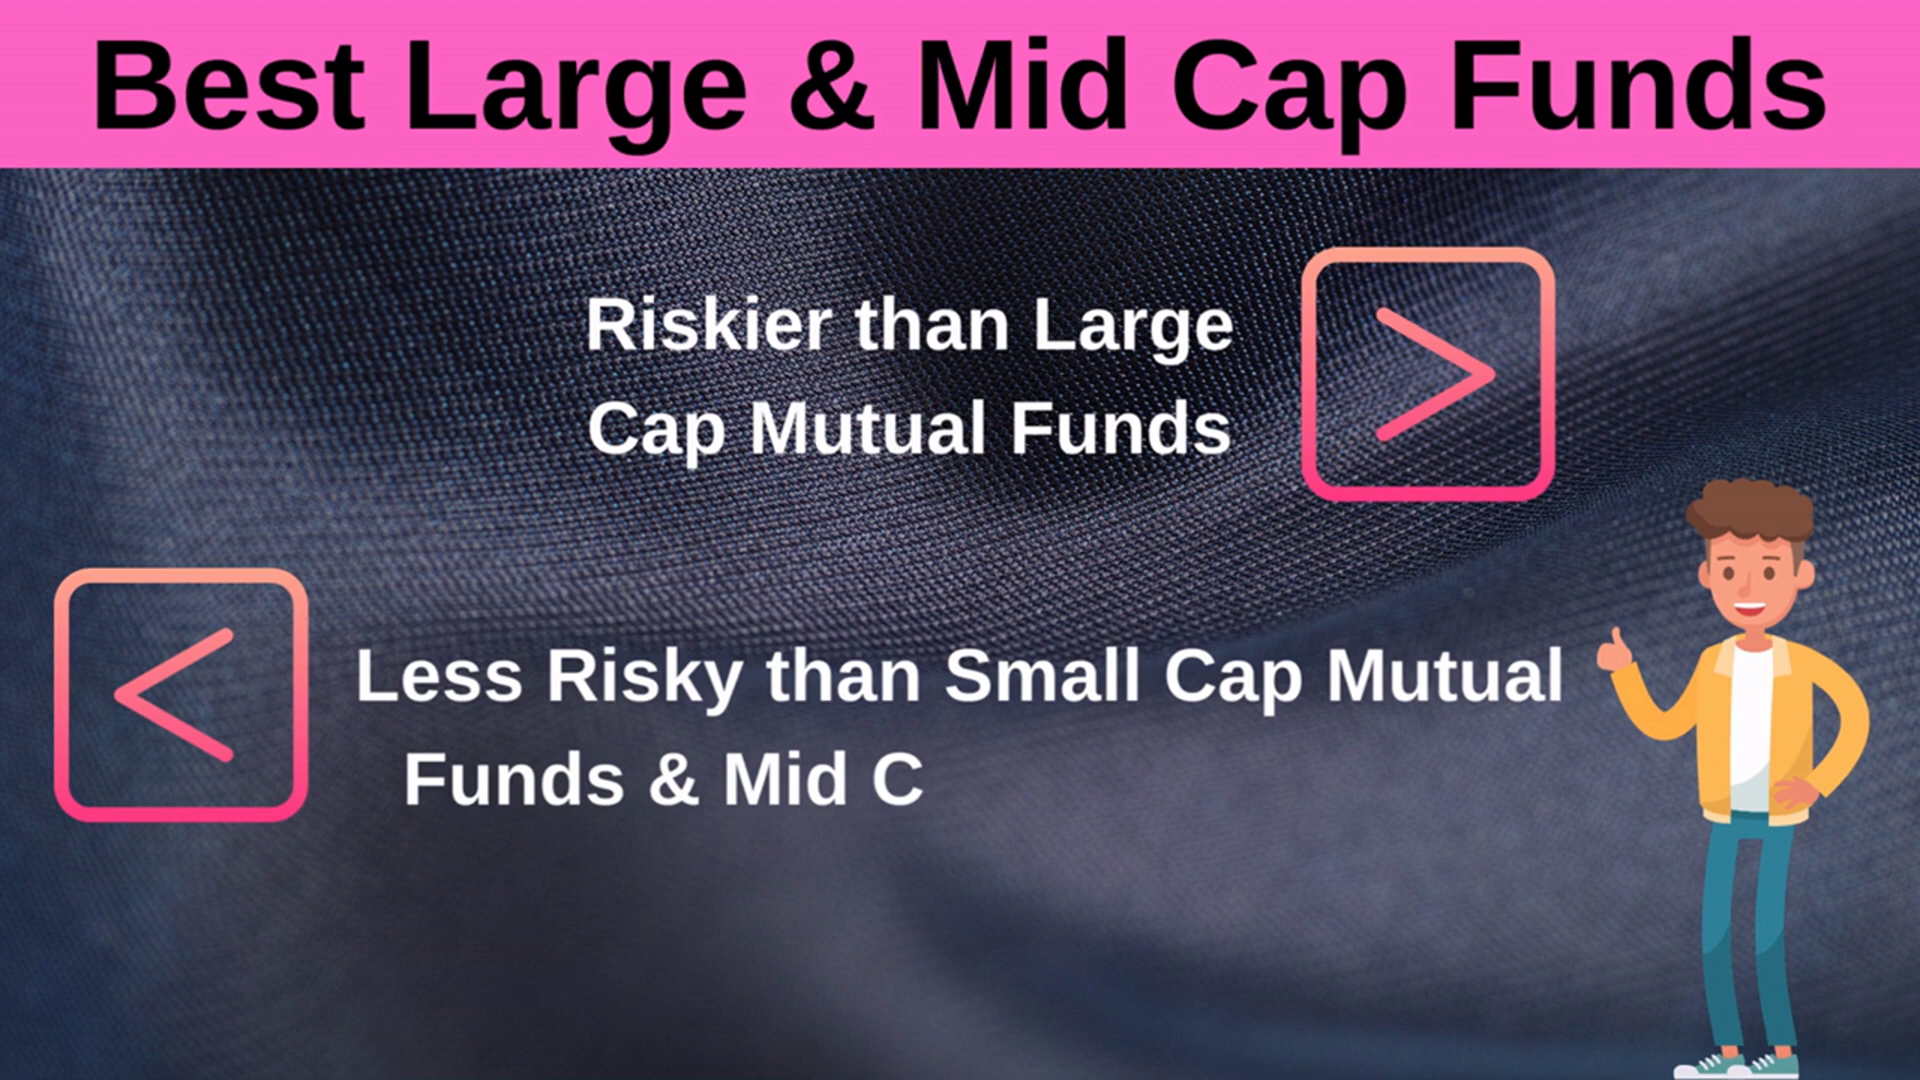 Best Large & Mid Cap Funds
Riskier than Large
Cap Mutual Funds
>
<
Less Risky than Small Cap Mutual
Funds & Mid C